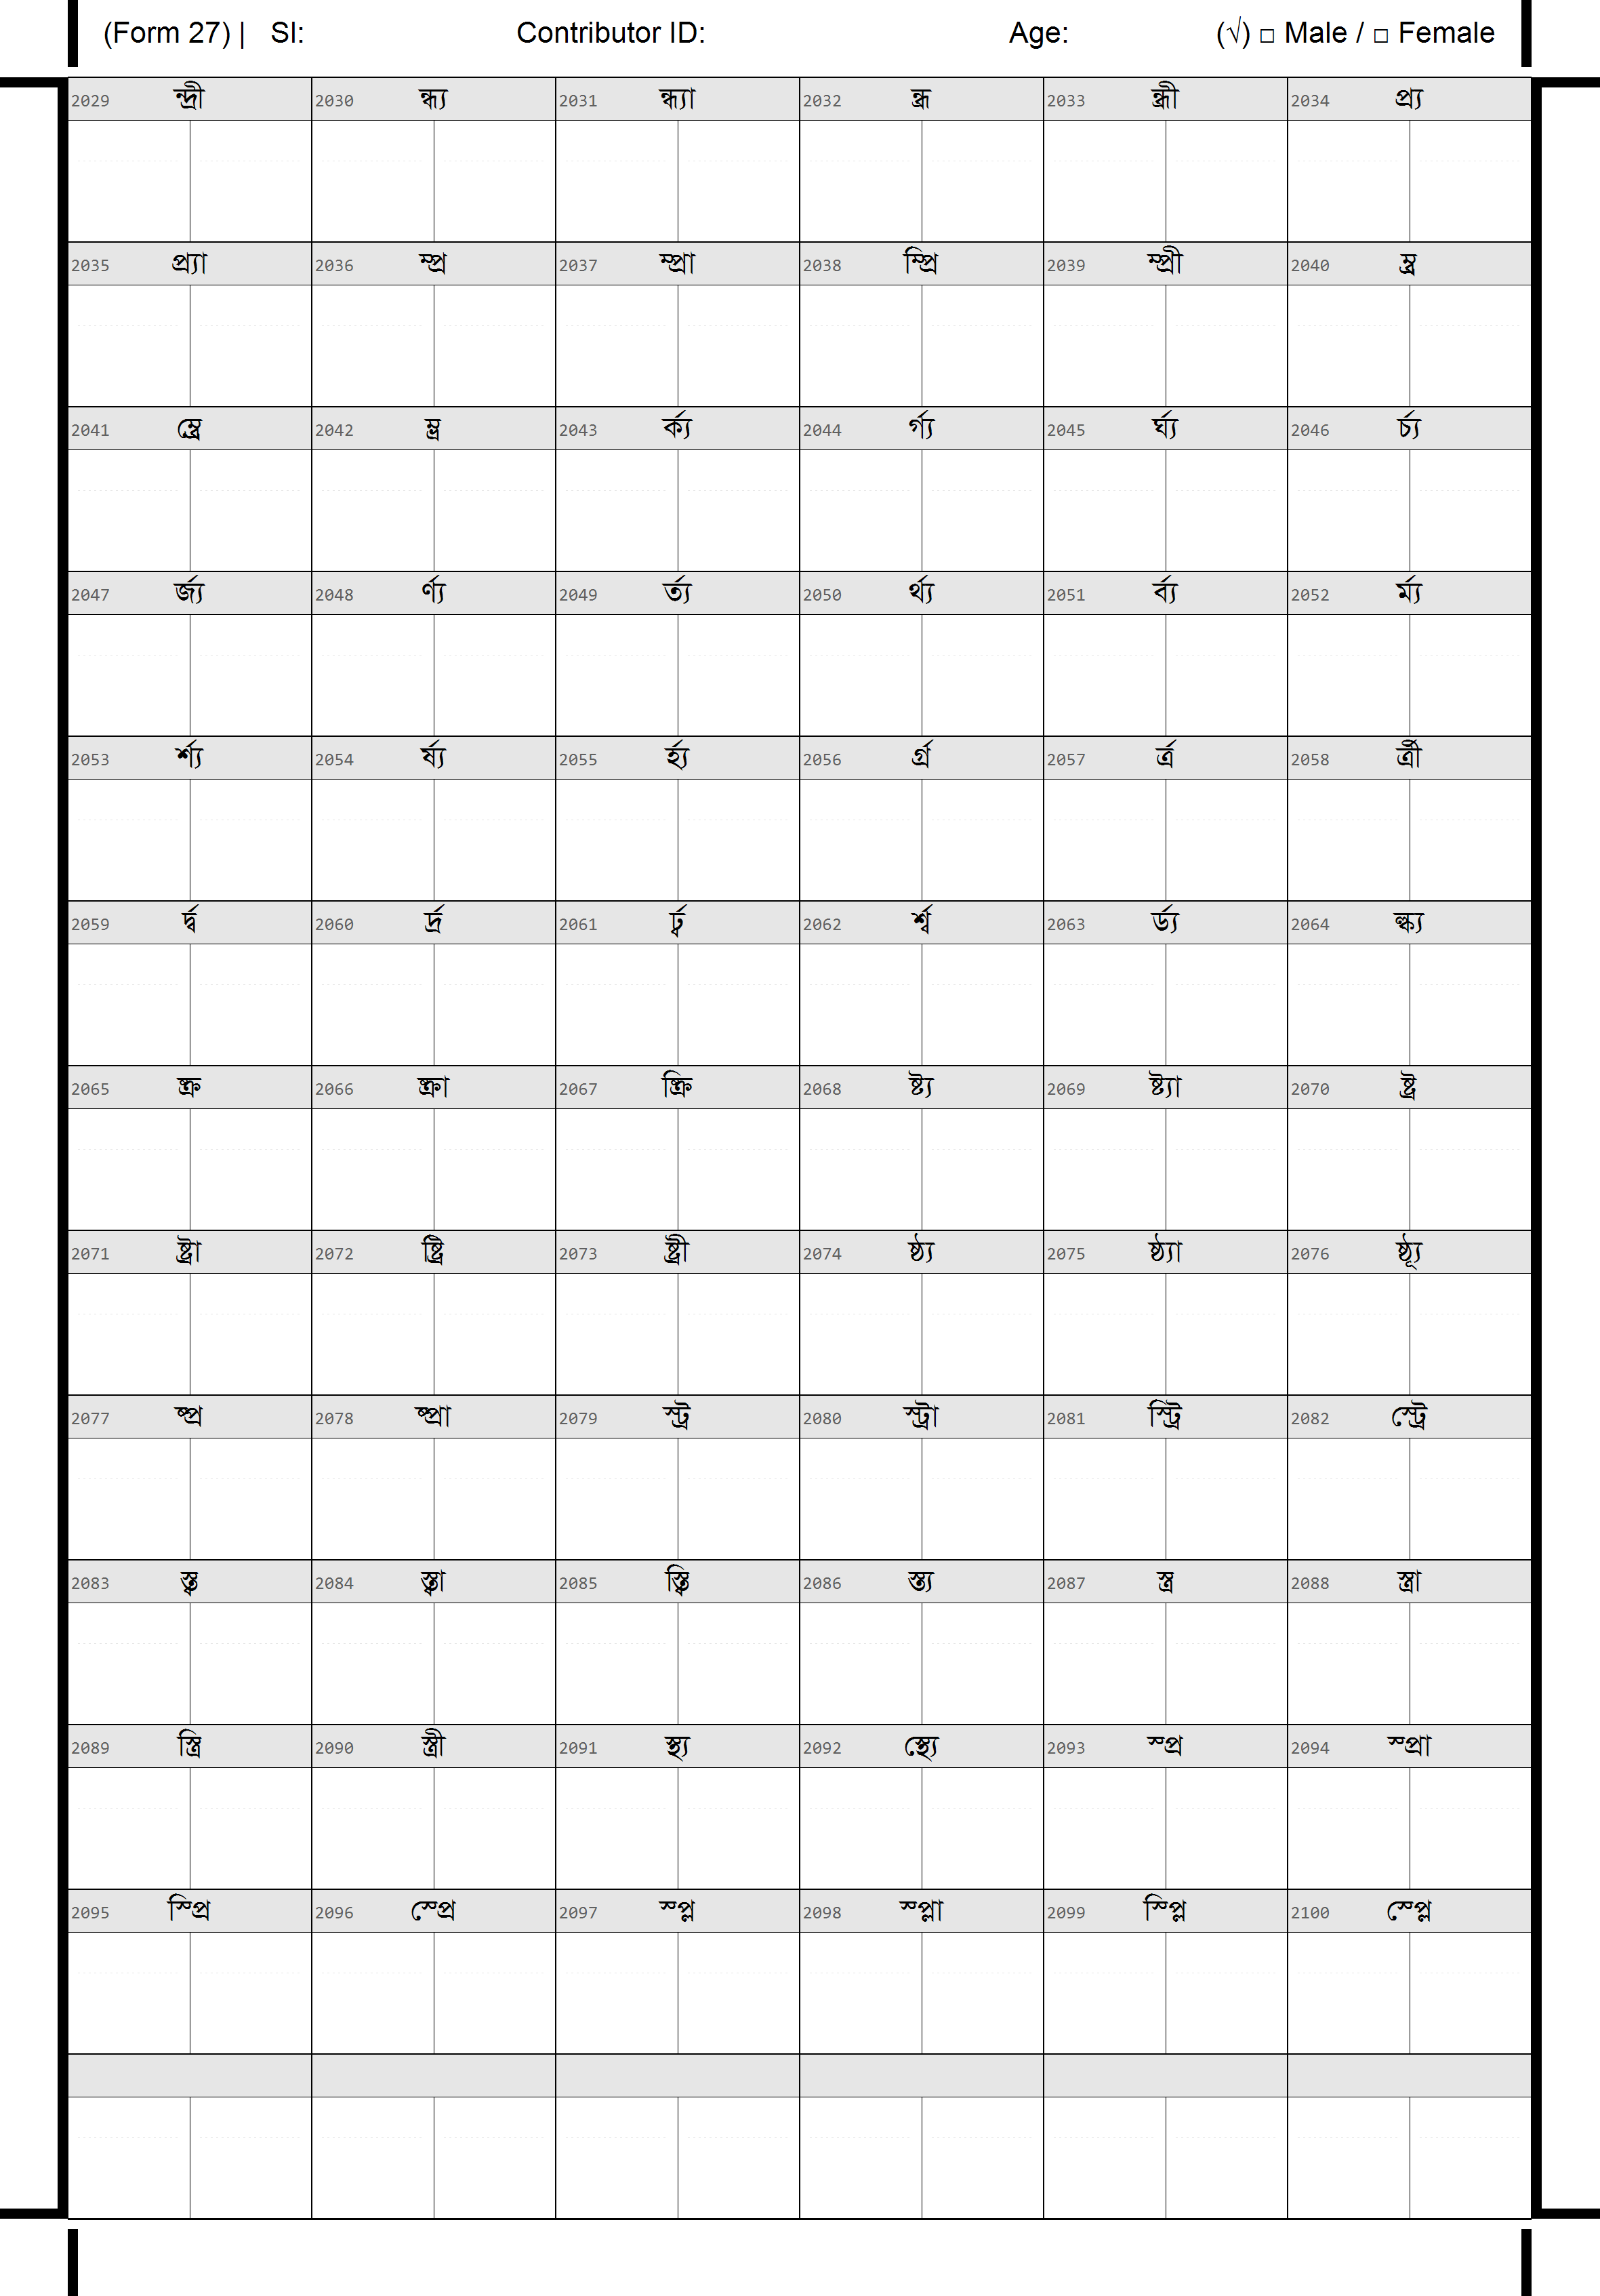 (Form 27) | Sl: Contributor ID: Age: (√) □ Male / □ Female
2029 ন্দ্রী 2030 ন্ধ্য 2031 ন্ধ্যা 2032 ন্ধ্র 2033 ন্ধ্রী 2034 প্র্য
2035 প্র্যা 2036 ম্প্র 2037 ম্প্রা 2038 ম্প্রি 2039 ম্প্রী 2040 ম্ব্র
2041 ম্ব্রে 2042 ম্ভ্র 2043 র্ক্য 2044 র্গ্য 2045 র্ঘ্য 2046 র্চ্য
2047 র্জ্য 2048 র্ণ্য 2049 র্ত্য 2050 র্থ্য 2051 র্ব্য 2052 র্ম্য
2053 র্শ্য 2054 র্ষ্য 2055 র্হ্য 2056 র্গ্র 2057 র্ত্র 2058 র্ত্রী
2059 র্দ্ব 2060 র্দ্র 2061 র্ঢ্ব 2062 র্শ্ব 2063 র্ড্য 2064 ল্ক্য
2065 ষ্ক্র 2066 ষ্ক্রা 2067 ষ্ক্রি 2068 ষ্ট্য 2069 ষ্ট্যা 2070 ষ্ট্র
2071 ষ্ট্রা 2072 ষ্ট্রি 2073 ষ্ট্রী 2074 ষ্ঠ্য 2075 ষ্ঠ্যা 2076 ষ্ঠ্যূ
2077 ষ্প্র 2078 ষ্প্রা 2079 স্ট্র 2080 স্ট্রা 2081 স্ট্রি 2082 স্ট্রে
2083 স্ত্ব 2084 স্ত্বা 2085 স্ত্বি 2086 স্ত্য 2087 স্ত্র 2088 স্ত্রা
2089 স্ত্রি 2090 স্ত্রী 2091 স্থ্য 2092 স্থ্যে 2093 স্প্র 2094 স্প্রা
2095 স্প্রি 2096 স্প্রে 2097 স্প্ল 2098 স্প্লা 2099 স্প্লি 2100 স্প্লে